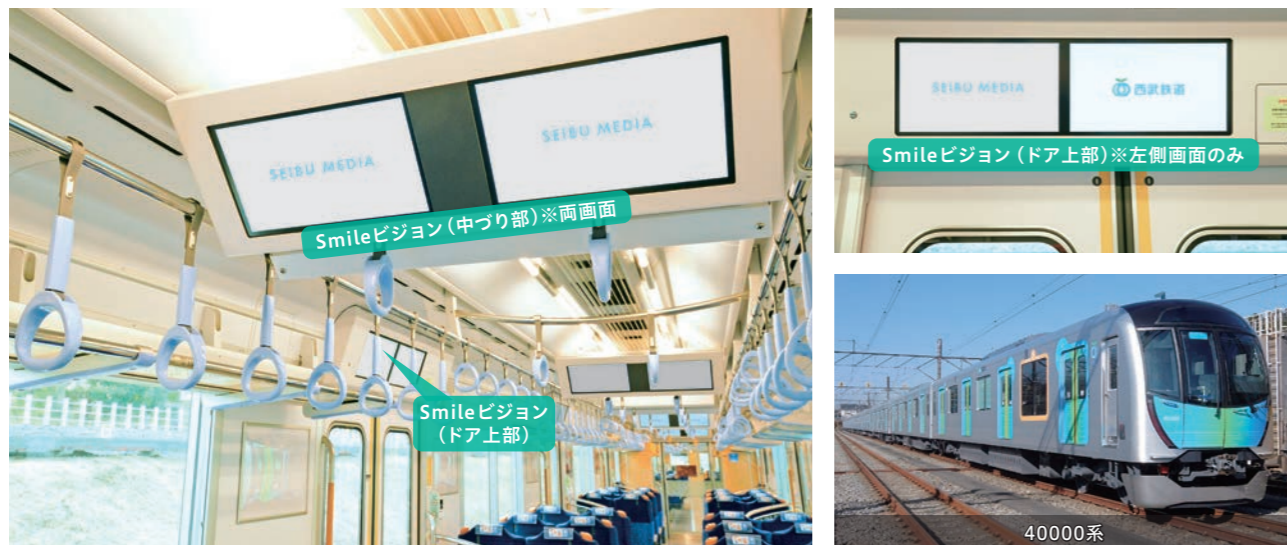 SEIBU MEDIA
SEIBU MEDIA
Smileビジョン（中づり部）※両画面
Smileビジョン
（ドア上部）
SEIBU MEDIA
西武鉄道
Smileビジョン（ドア上部）※左側画面のみ
40000系